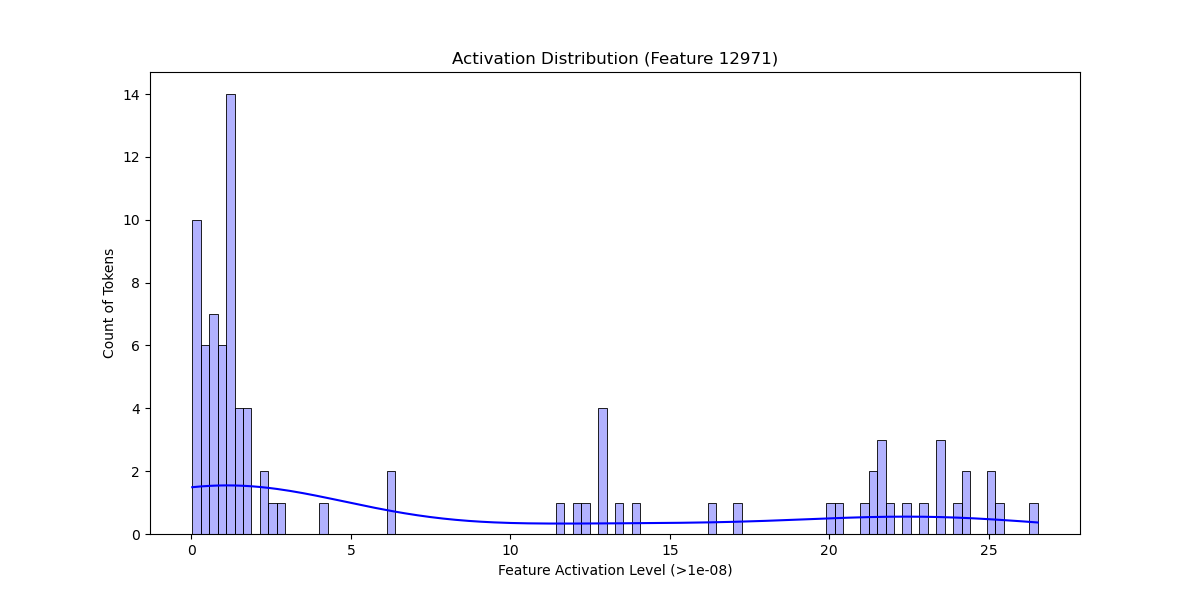 Activation Distribution (Feature 12971)
14
12
10
8
6
4
2
0
Count of Tokens
0 5 10 15 20 25
Feature Activation Level (>1e-08)